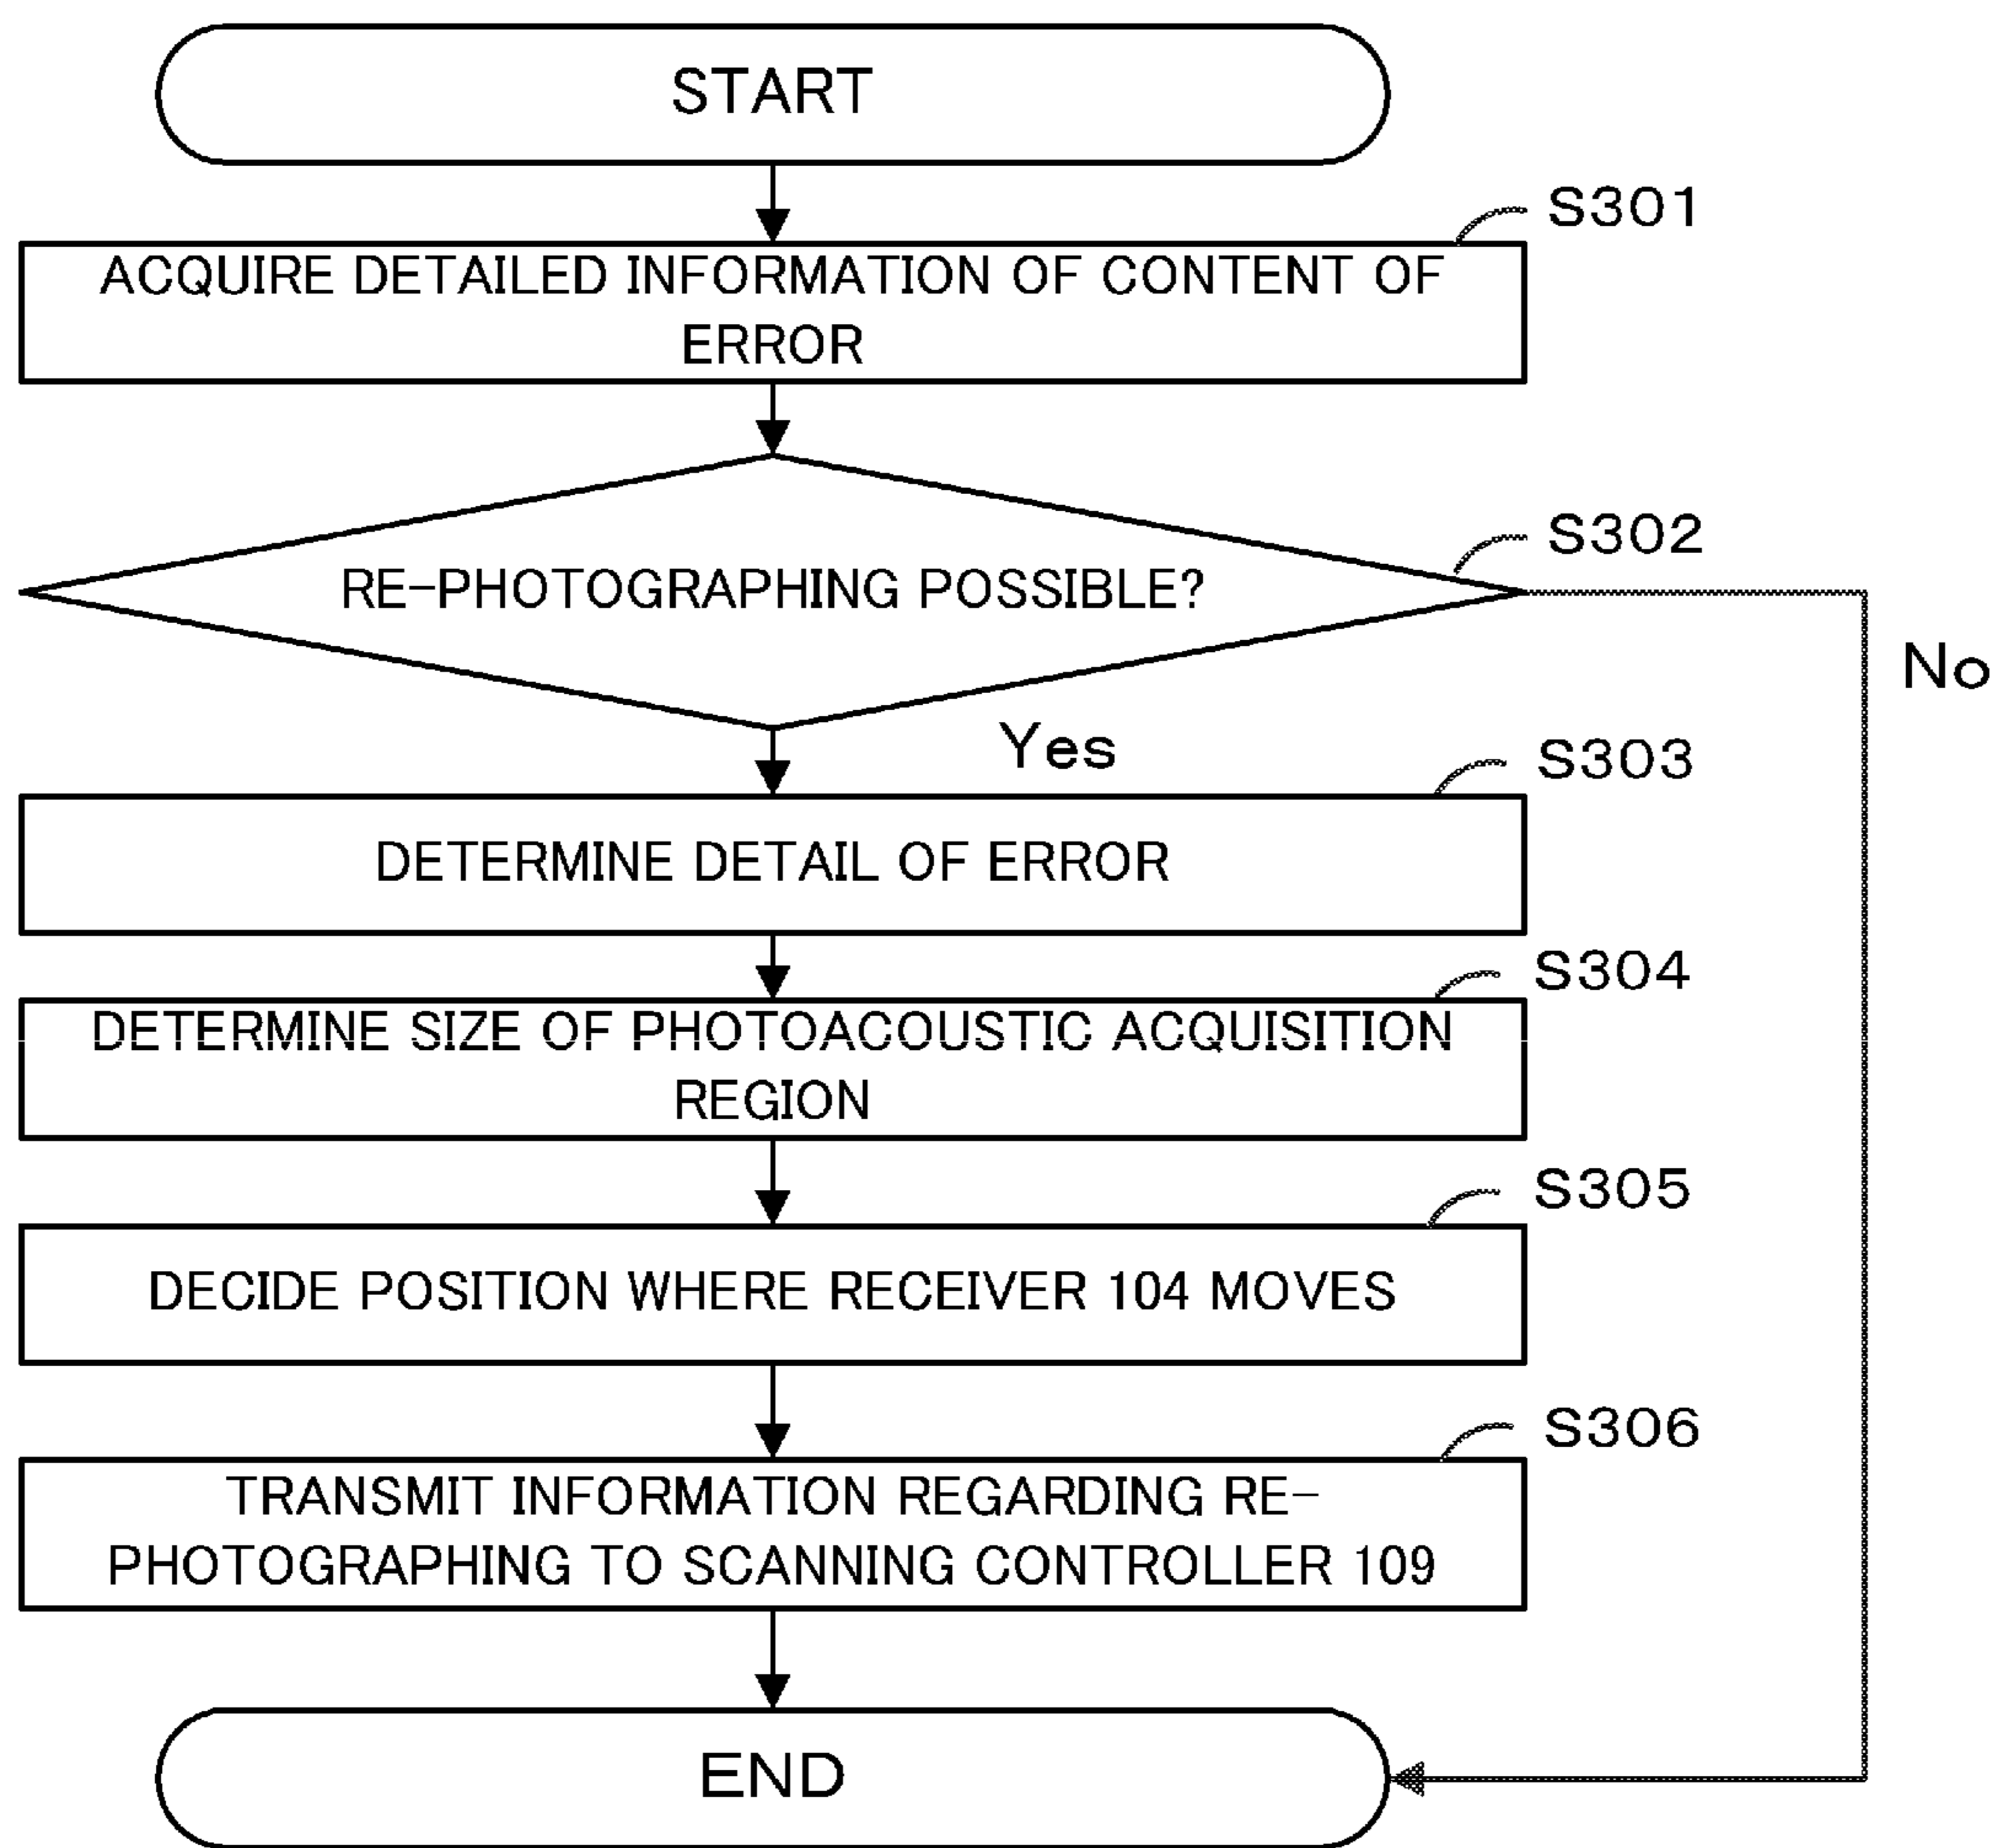 START
S301
ACQUIRE DETAILED INFORMATION OF CONTENT OF
ERROR
S302
RE-PHOTOGRAPHING POSSIBLE?
No
Yes
S303
DETERMINE DETAIL OF ERROR
S304
DETERMINE SIZE OF PHOTOACOUSTIC ACQUISITION
REGION
S305
DECIDE POSITION WHERE RECEIVER 104 MOVES
S306
TRANSMIT INFORMATION REGARDING RE-
PHOTOGRAPHING TO SCANNING CONTROLLER 109
END